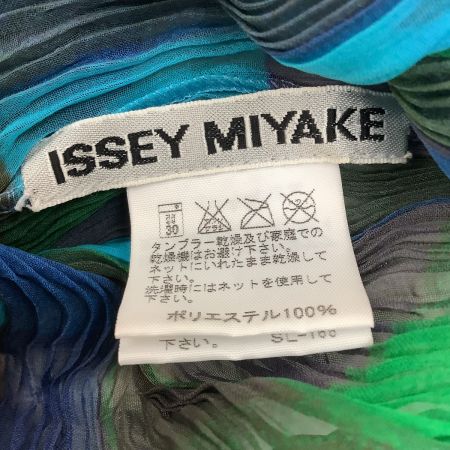 ISSEY MIYAKE
30
タンブラー乾燥及び家庭での
乾燥機はお避け下さい。
ネットにいれたまま乾燥して
下さい。
洗濯時にはネットを使用して
下さい。
ポリエステル100%
下さい。 SL-166